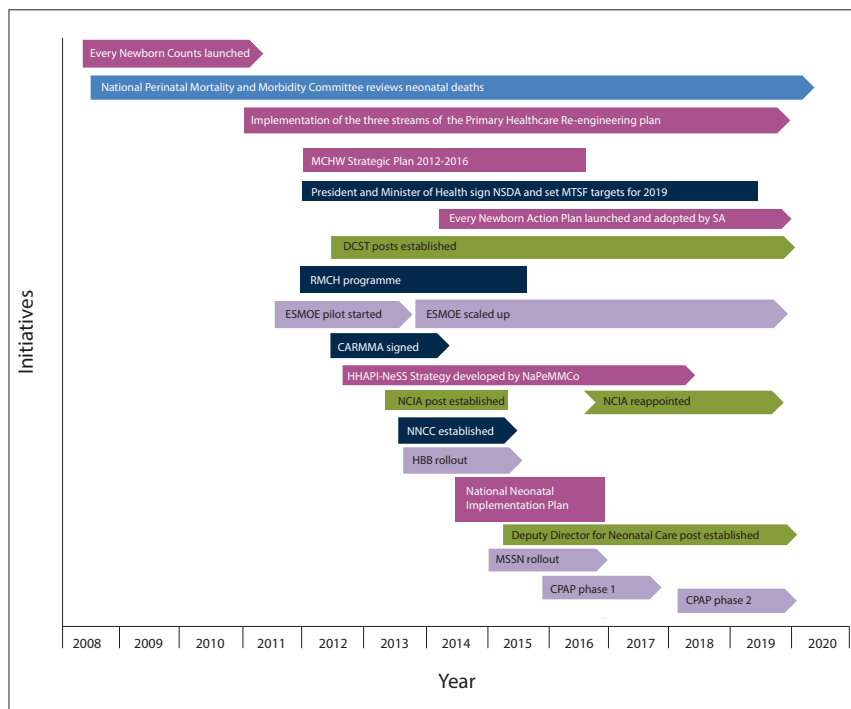 Every Newborn Counts launched
National Perinatal Mortality and Morbidity Committee reviews neonatal deaths
Implementation of the three streams of the Primary Healthcare Re-engineering plan
MCHW Strategic Plan 2012-2016
President and Minister of Health sign NSDA and set MTSF targets for 2019
Every Newborn Action Plan launched and adopted by SA
DCST posts established
RMCH programme
ESMOE pilot started
ESMOE scaled up
CARMMA signed
HHAPI-NeSS Strategy developed by NaPeMMCo
NCIA post established
NCIA reappointed
NNCC established
HBB rollout
National Neonatal
Implementation Plan
Deputy Director for Neonatal Care post established
MSSN rollout
CPAP phase 1
CPAP phase 2
Initiatives
2008 2009 2010 2011 2012 2013 2014 2015 2016 2017 2018 2019 2020
Year